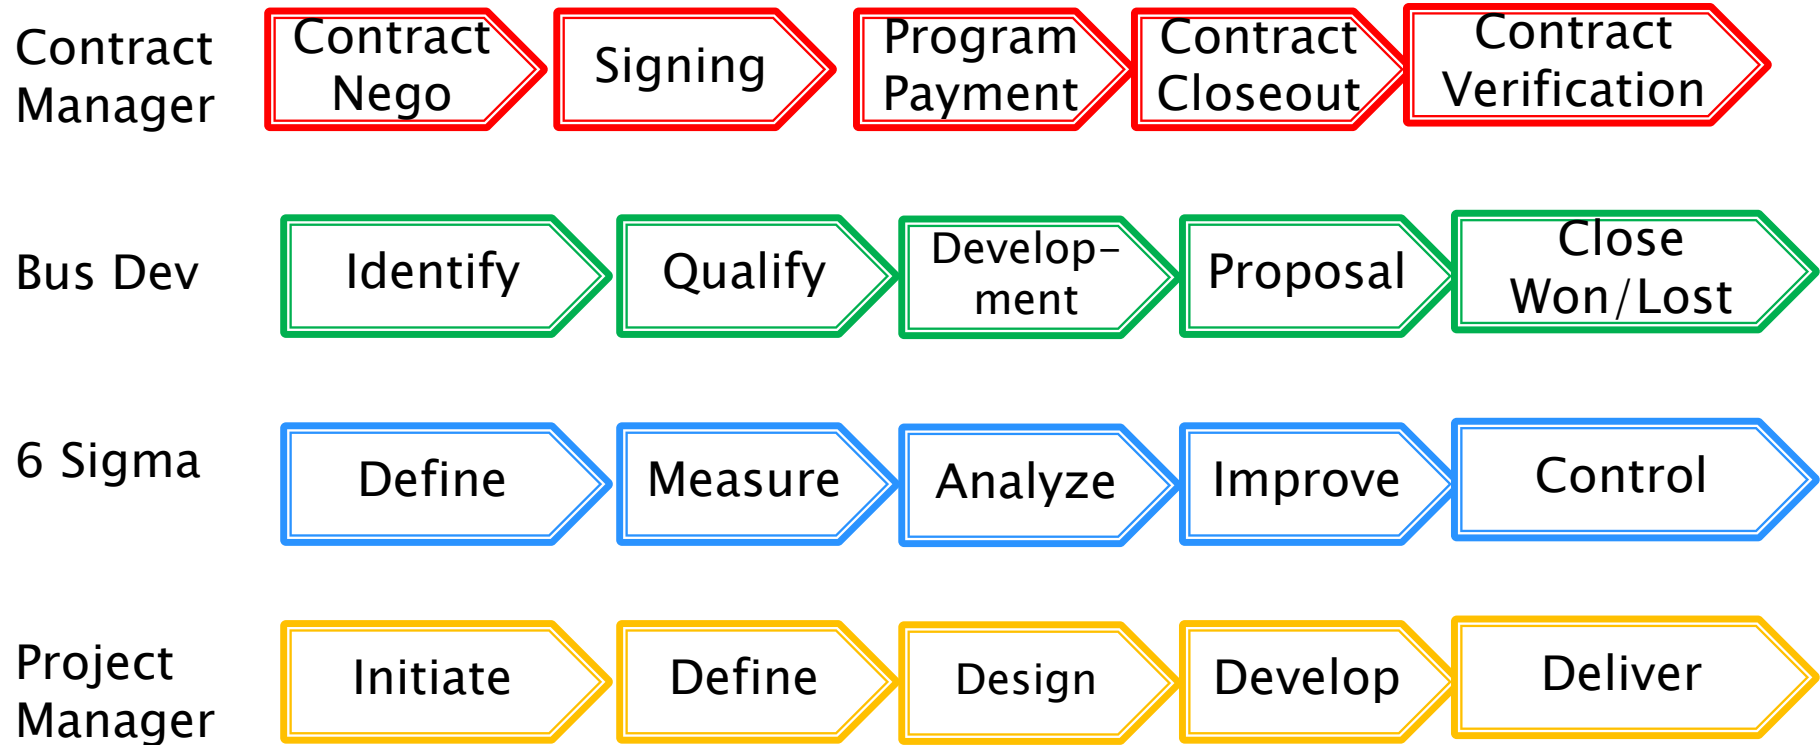 Contract
Manager
Contract
Nego
Signing
Program
Payment
Contract
Closeout
Contract
Verification
Bus Dev
Identify
Qualify
Develop-
ment
Proposal
Close
Won/Lost
6 Sigma
Define
Measure
Analyze
Improve
Control
Project
Manager
Initiate
Define
Design
Develop
Deliver